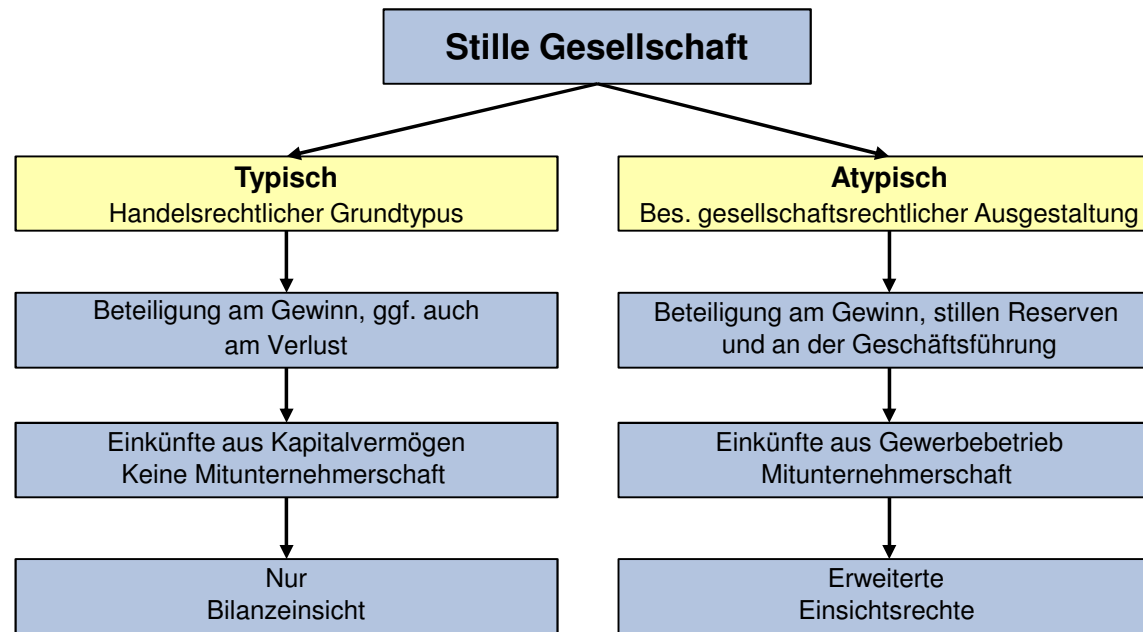 Stille Gesellschaft
Typisch
Handelsrechtlicher Grundtypus
Atypisch
Bes. gesellschaftsrechtlicher Ausgestaltung
Beteiligung am Gewinn, ggf. auch
am Verlust
Beteiligung am Gewinn, stillen Reserven
und an der Geschäftsführung
Einkünfte aus Kapitalvermögen
Keine Mitunternehmerschaft
Einkünfte aus Gewerbebetrieb
Mitunternehmerschaft
Nur
Bilanzeinsicht
Erweiterte
Einsichtsrechte